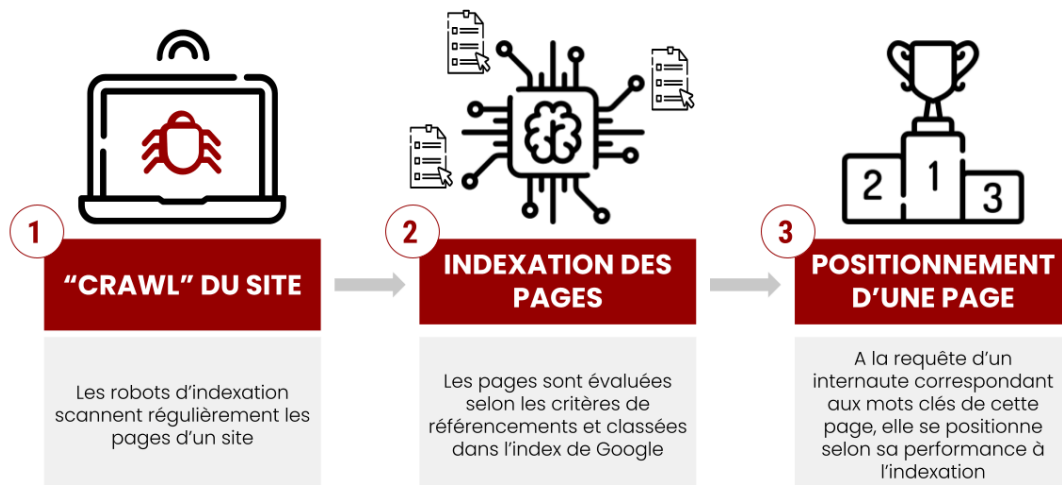 1
“CRAWL” DU SITE
Les robots d’indexation
scannent régulièrement les
pages d’un site
2
INDEXATION DES
PAGES
Les pages sont évaluées
selon les critères de
référencements et classées
dans l’index de Google
2
1
3
3
POSITIONNEMENT
D’UNE PAGE
A la requête d’un
internaute correspondant
aux mots clés de cette
page, elle se positionne
selon sa performance à
l’indexation